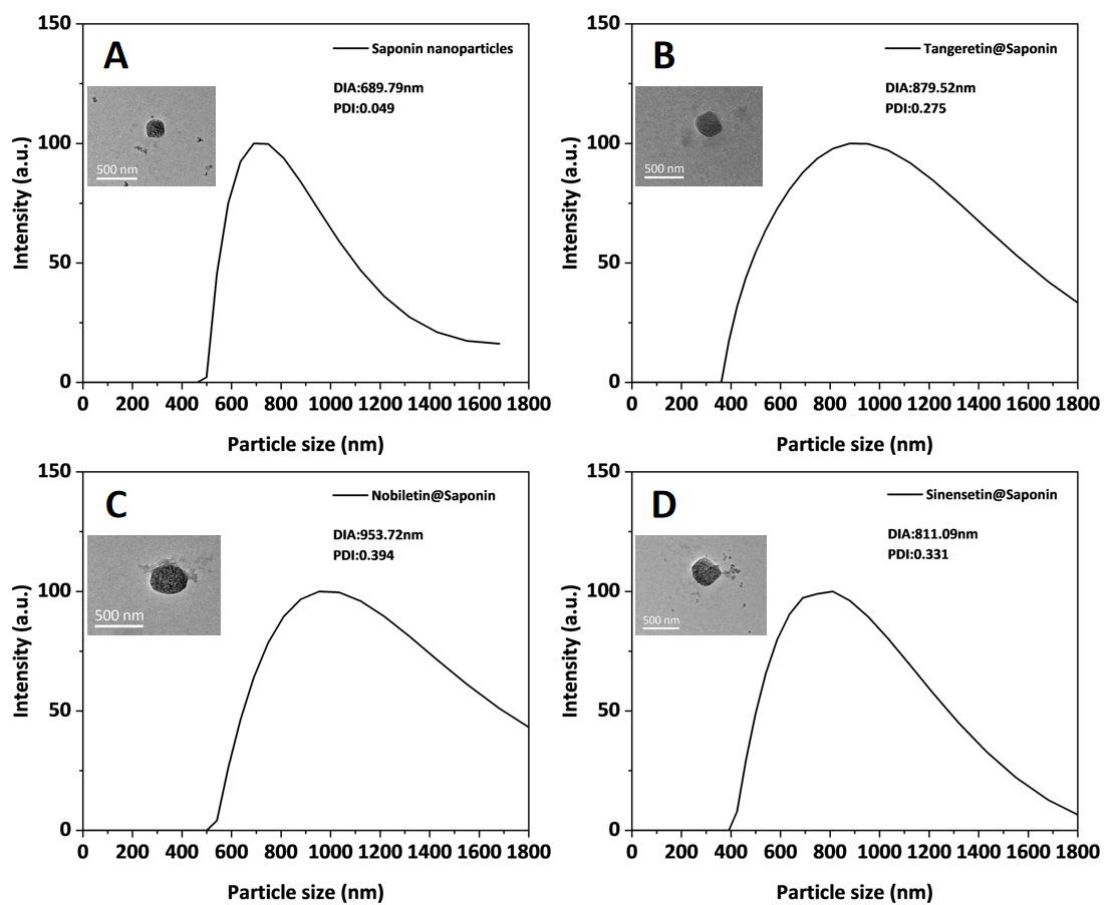 A
Saponin nanoparticles
DIA:689.79nm
PDI:0.049
500 nm
Intensity (a.u.)
150
100
50
0
0 200 400 600 800 1000 1200 1400 1600 1800
Particle size (nm)
B
Tangeretin@Saponin
DIA:879.52nm
PDI:0.275
500 nm
Intensity (a.u.)
150
100
50
0
0 200 400 600 800 1000 1200 1400 1600 1800
Particle size (nm)
C
Nobiletin@Saponin
DIA:953.72nm
PDI:0.394
500 nm
Intensity (a.u.)
150
100
50
0
0 200 400 600 800 1000 1200 1400 1600 1800
Particle size (nm)
D
Sinensetin@Saponin
DIA:811.09nm
PDI:0.331
500 nm
Intensity (a.u.)
150
100
50
0
0 200 400 600 800 1000 1200 1400 1600 1800
Particle size (nm)